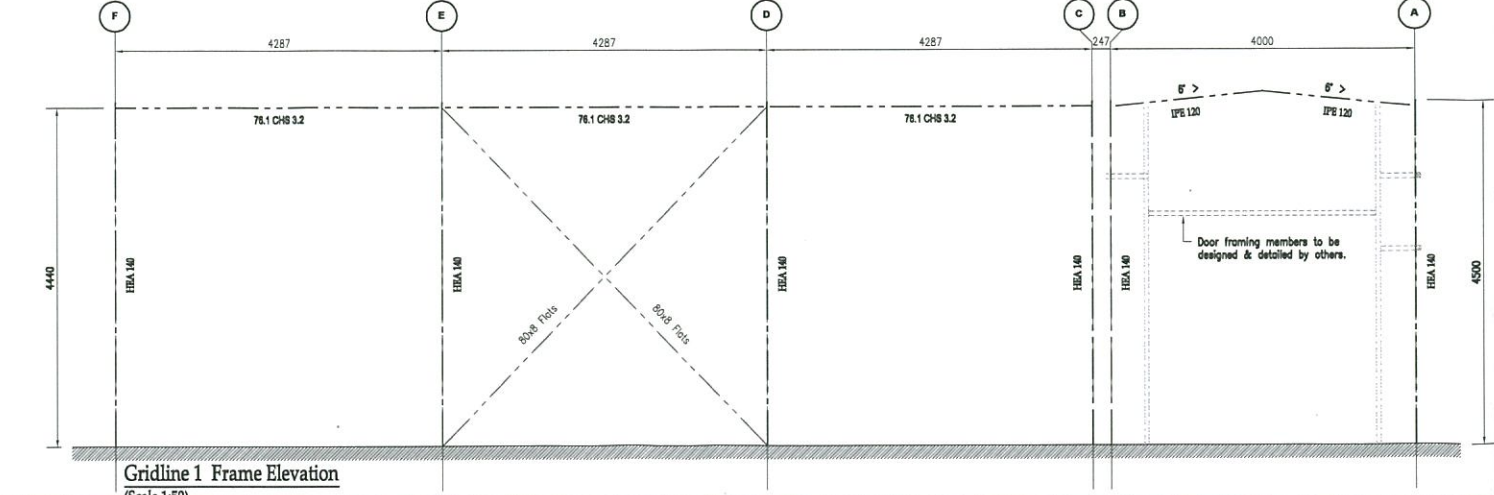 F
E
D
C
B
A
4287
4287
4287
247
4000
6° >
6° >
IPE 120
IPE 120
76.1 CHS 3.2
76.1 CHS 3.2
76.1 CHS 3.2
Door framing members to be
designed & detailed by others.
4440
HEA 140
HEA 140
HEA 140
HEA 140
HEA 140
HEA 140
4500
80x8 Flats
80x8 Flats
Gridline 1 Frame Elevation
(Scale 1:50)